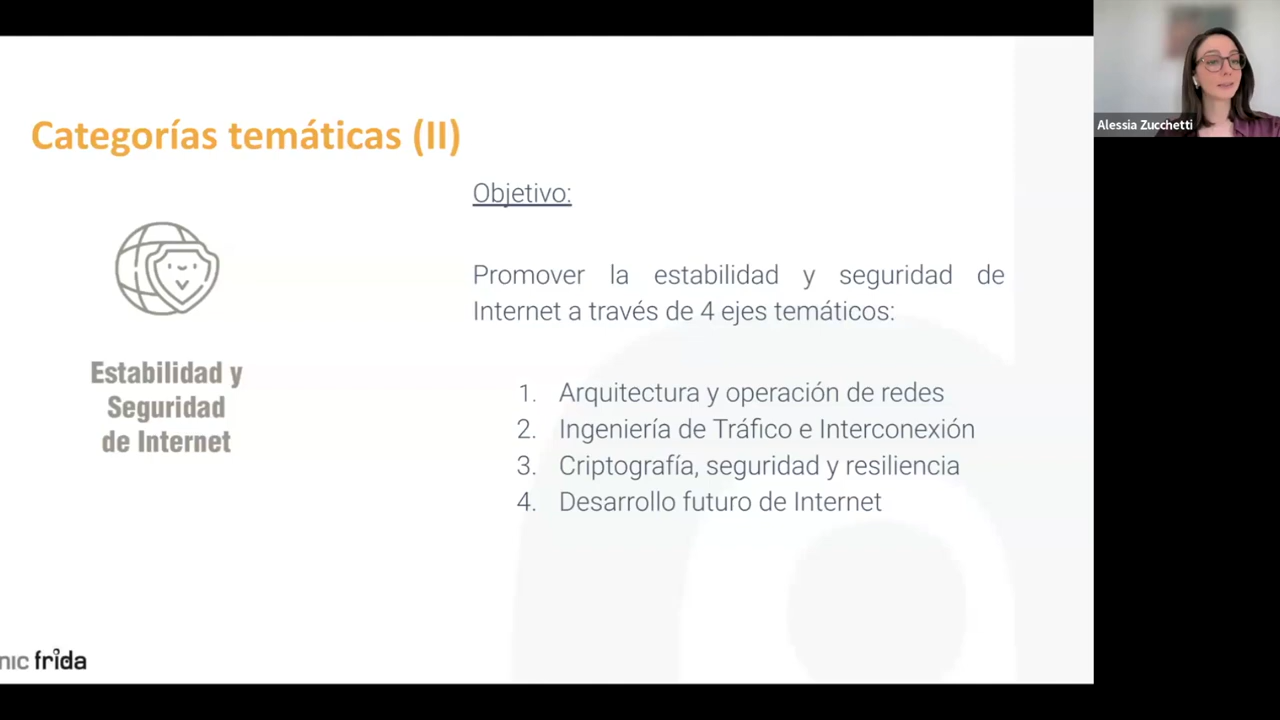 Categorías temáticas (II)
Objetivo:
Promover la estabilidad y seguridad de
Internet a través de 4 ejes temáticos:
1. Arquitectura y operación de redes
2. Ingeniería de Tráfico e Interconexión
3. Criptografía, seguridad y resiliencia
4. Desarrollo futuro de Internet
Estabilidad y
Seguridad
de Internet
nic frida
Alessia Zucchetti